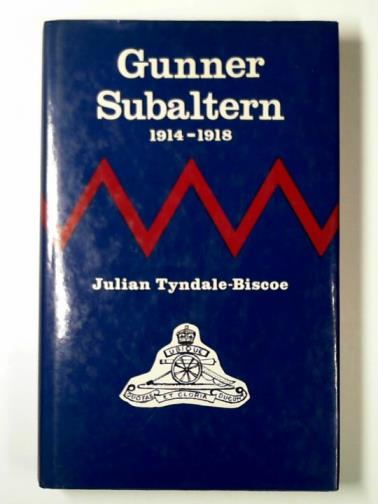 Gunner
Subaltern
1914-1918
Julian Tyndale-Biscoe
UBIQUE
QUO FAS ET GLORIA DUCUNT